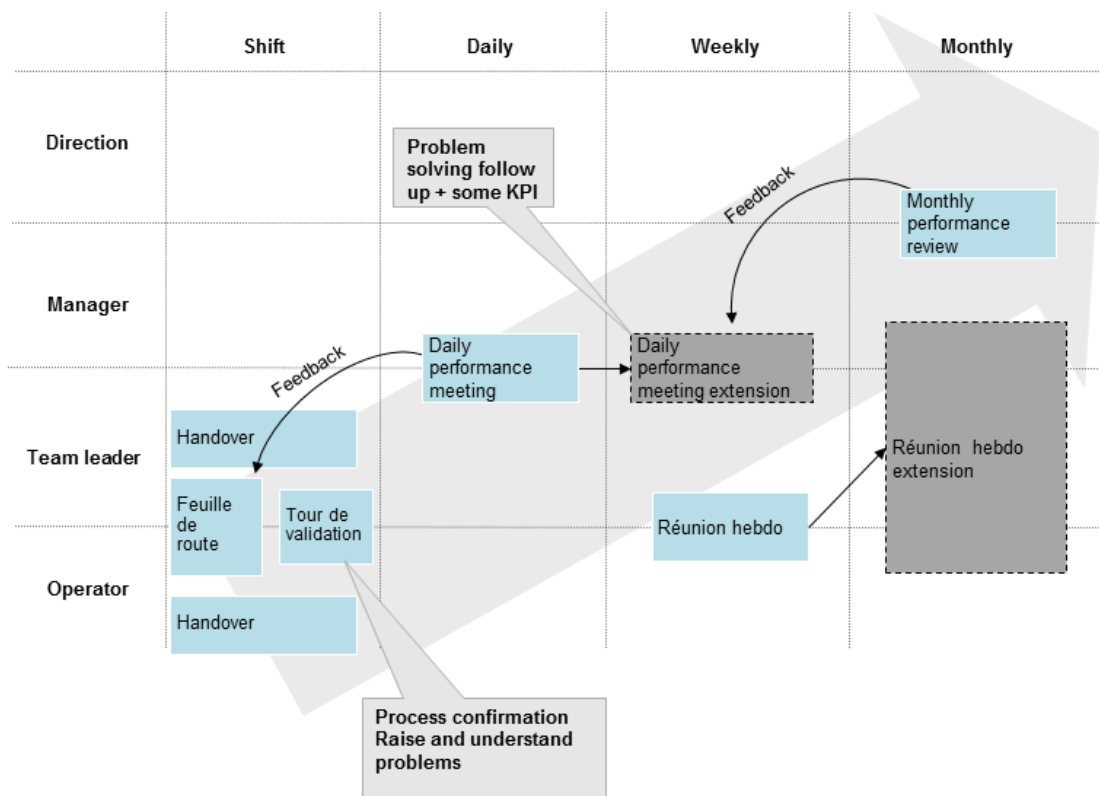 Shift
Daily
Weekly
Monthly
Direction
Problem
solving follow
up + some KPI
Feedback
Monthly
performance
review
Manager
Feedback
Daily
performance
meeting
Daily
performance
meeting extension
Team leader
Handover
Réunion hebdo
extension
Feuille
de
route
Tour de
validation
Réunion hebdo
Operator
Handover
Process confirmation
Raise and understand
problems